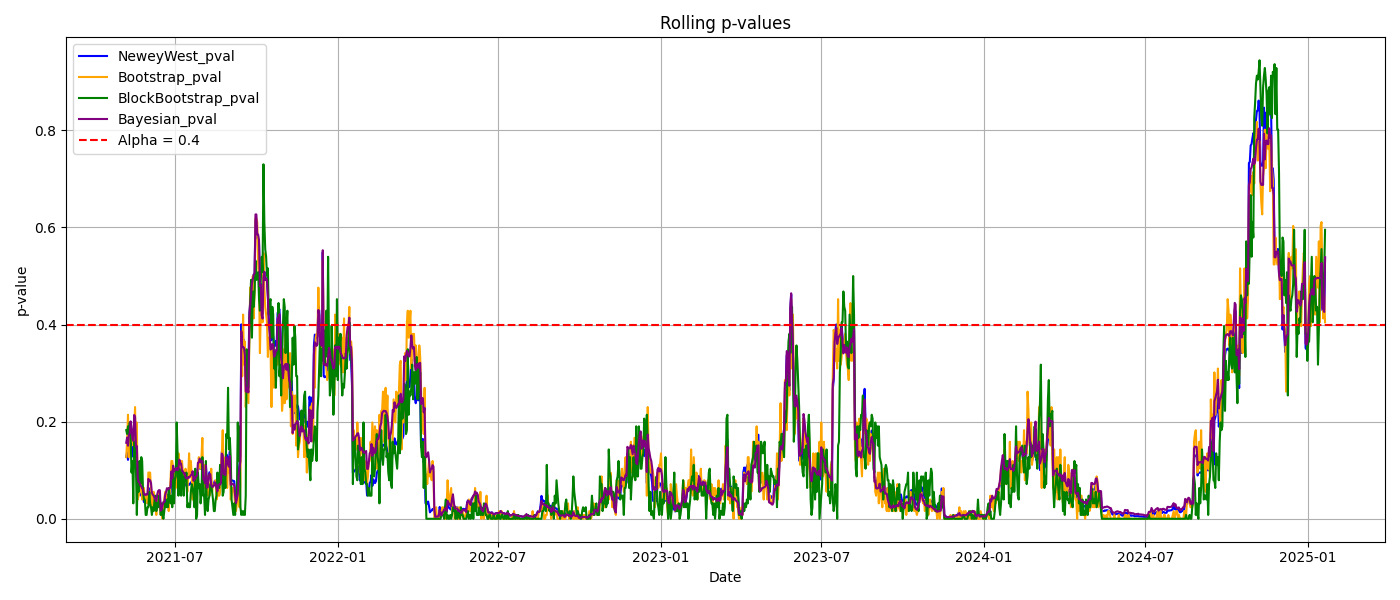 Rolling p-values
NeweyWest_pval
Bootstrap_pval
BlockBootstrap_pval
Bayesian_pval
Alpha = 0.4
p-value
0.8
0.6
0.4
0.2
0.0
2021-07
2022-01
2022-07
2023-01
2023-07
2024-01
2024-07
2025-01
Date